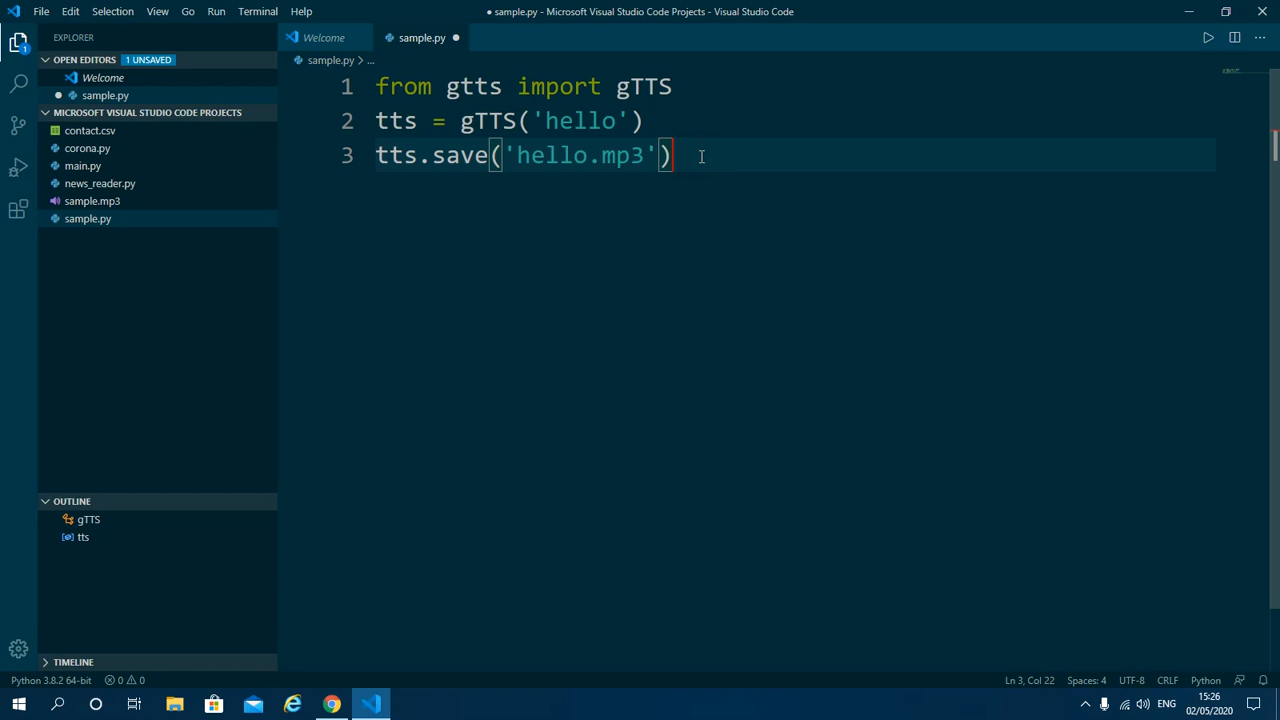 File Edit Selection View Go Run Terminal Help
● sample.py - Microsoft Visual Studio Code Projects - Visual Studio Code
EXPLORER
Welcome
sample.py
OPEN EDITORS 1 UNSAVED
Welcome
sample.py
MICROSOFT VISUAL STUDIO CODE PROJECTS
contact.csv
corona.py
main.py
news_reader.py
sample.mp3
sample.py
OUTLINE
gTTS
tts
TIMELINE
sample.py > ...
1 from gtts import gTTS
2 tts = gTTS('hello')
3 tts.save('hello.mp3')
1
Python 3.8.2 64-bit 0 0
Ln 3, Col 22 Spaces: 4 UTF-8 CRLF Python
ENG
15:26
02/05/2020